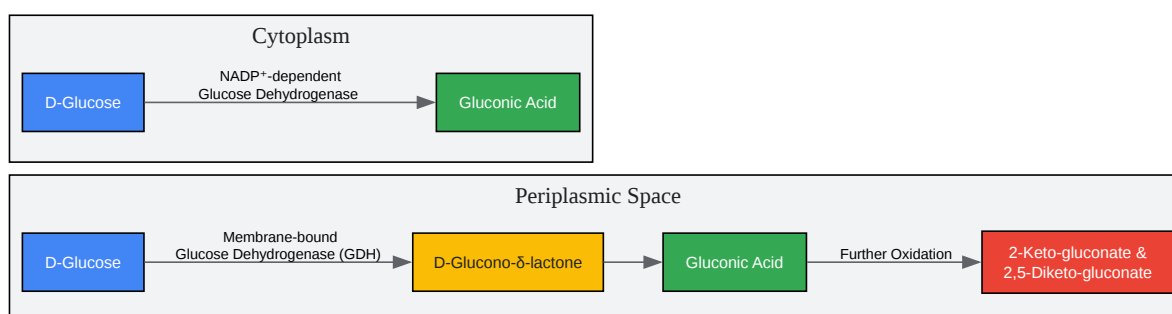 Cytoplasm
D-Glucose
NADP⁺-dependent
Glucose Dehydrogenase
Gluconic Acid
Periplasmic Space
D-Glucose
Membrane-bound
Glucose Dehydrogenase (GDH)
D-Glucono-δ-lactone
Gluconic Acid
Further Oxidation
2-Keto-gluconate &
2,5-Diketo-gluconate